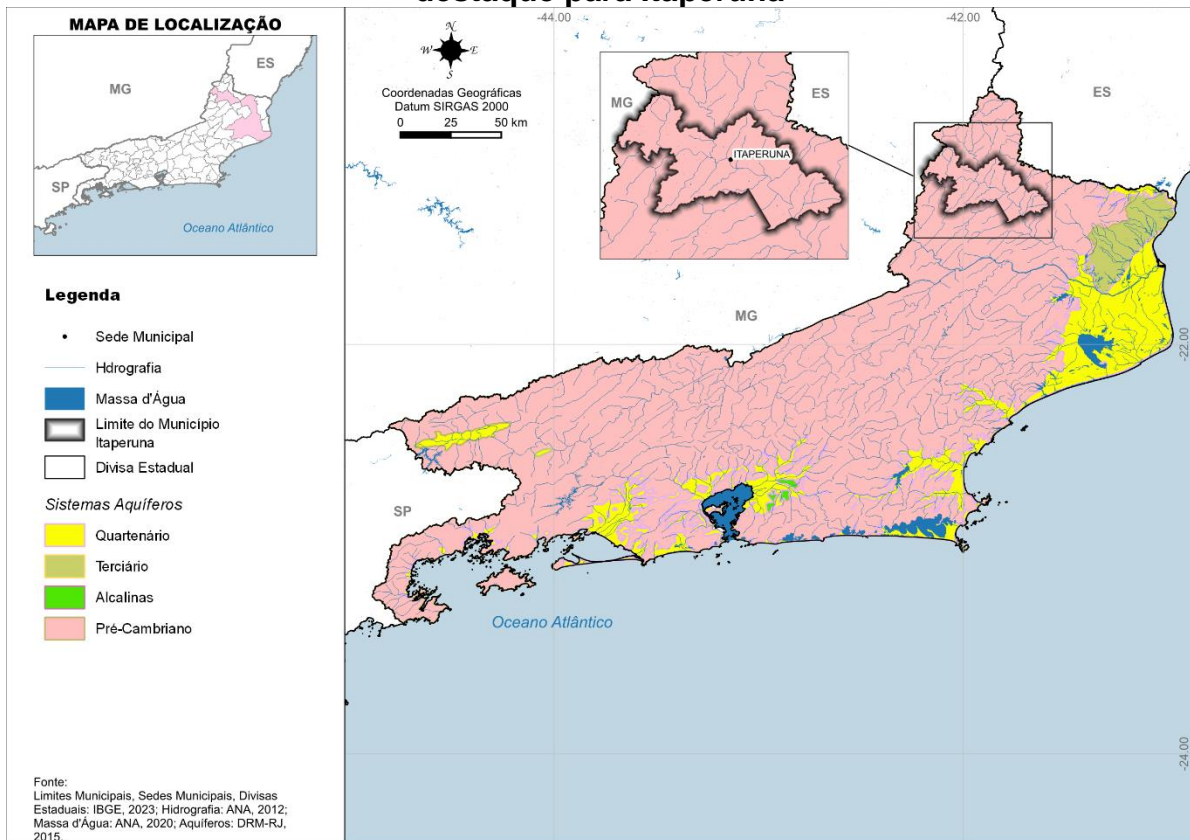 destaque para Itaperuna
MAPA DE LOCALIZAÇÃO
MG
ES
SP
Oceano Atlântico
N
W E
S
Coordenadas Geográficas
Datum SIRGAS 2000
0 25 50 km
-44.00
-42.00
MG
ES
ITAPERUNA
ES
MG
-22.00
SP
Oceano Atlântico
-24.00
Legenda
Sede Municipal
Hdrografia
Massa d'Água
Limite do Município
Itaperuna
Divisa Estadual
Sistemas Aquíferos
Quartenário
Terciário
Alcalinas
Pré-Cambriano
Fonte:
Limites Municipais, Sedes Municipais, Divisas
Estaduais: IBGE, 2023; Hidrografia: ANA, 2012;
Massa d'Água: ANA, 2020; Aquíferos: DRM-RJ,
2015.